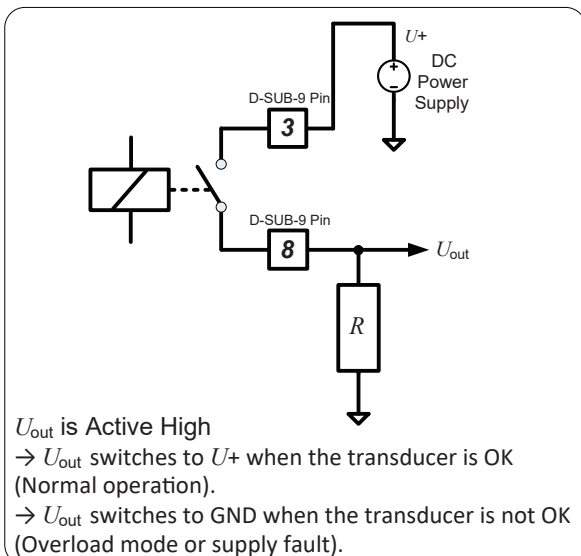 U+
DC
Power
Supply
+
-
D-SUB-9 Pin
3
D-SUB-9 Pin
8
Uout
R
Uout is Active High
→ Uout switches to U+ when the transducer is OK
(Normal operation).
→ Uout switches to GND when the transducer is not OK
(Overload mode or supply fault).